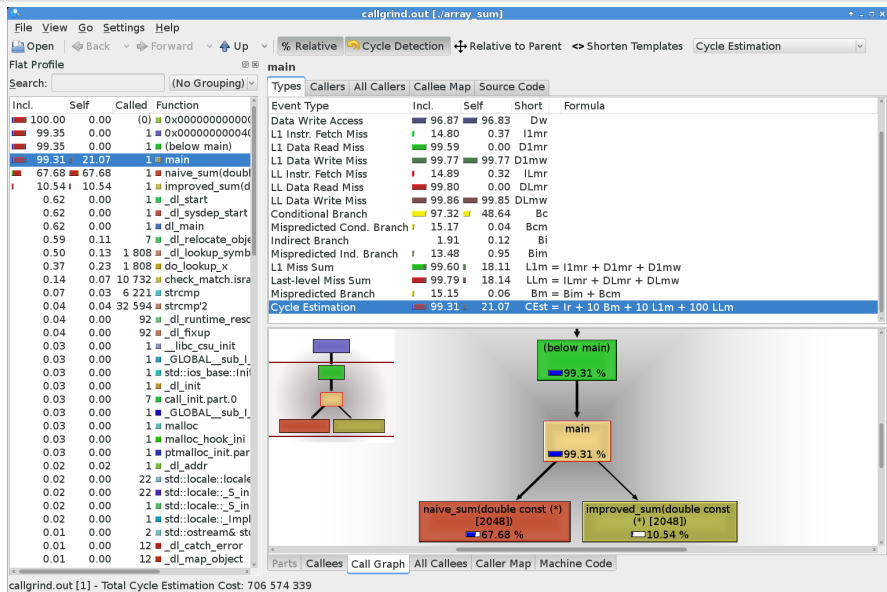 callgrind.out [./array_sum]
File View Go Settings Help
Open Back Forward Up % Relative Cycle Detection Relative to Parent <> Shorten Templates Cycle Estimation
Flat Profile
Search: (No Grouping)
Incl. Self Called Function
100.00 0.00 (0) 0x000000000000
99.35 0.00 1 0x000000000040
99.35 0.00 1 (below main)
99.31 21.07 1 main
67.68 67.68 1 naive_sum(doubl
10.54 10.54 1 improved_sum(d
0.62 0.00 1 _dl_start
0.62 0.00 1 _dl_sysdep_start
0.62 0.00 1 dl_main
0.59 0.11 7 _dl_relocate_obje
0.50 0.13 1 808 _dl_lookup_symb
0.37 0.23 1 808 do_lookup_x
0.14 0.07 10 732 check_match.isra
0.07 0.03 6 221 strcmp
0.04 0.04 32 594 strcmp'2
0.04 0.00 92 _dl_runtime_reso
0.04 0.00 92 _dl_fixup
0.03 0.00 1 __libc_csu_init
0.03 0.00 1 _GLOBAL__sub_I_
0.03 0.00 1 std::ios_base::Init
0.03 0.00 1 _dl_init
0.03 0.00 7 call_init.part.0
0.03 0.00 1 _GLOBAL__sub_I_
0.03 0.00 1 malloc
0.03 0.00 1 malloc_hook_ini
0.03 0.00 1 ptmalloc_init.par
0.02 0.02 1 _dl_addr
0.02 0.00 22 std::locale::locale
0.02 0.00 22 std::locale::_S_in
0.02 0.00 1 std::locale::_S_in
0.02 0.00 1 std::locale::_Impl
0.01 0.00 2 std::ostream& std
0.01 0.00 12 _dl_catch_error
0.01 0.00 12 _dl_map_object
main
Types Callers All Callers Callee Map Source Code
Event Type Incl. Self Short Formula
Data Write Access 96.87 96.83 Dw
L1 Instr. Fetch Miss 14.80 0.37 I1mr
L1 Data Read Miss 99.59 0.00 D1mr
L1 Data Write Miss 99.77 99.77 D1mw
LL Instr. Fetch Miss 14.89 0.32 ILmr
LL Data Read Miss 99.80 0.00 DLmr
LL Data Write Miss 99.86 99.85 DLmw
Conditional Branch 97.32 48.64 Bc
Mispredicted Cond. Branch 15.17 0.04 Bcm
Indirect Branch 1.91 0.12 Bi
Mispredicted Ind. Branch 13.48 0.95 Bim
L1 Miss Sum 99.60 18.11 L1m = I1mr + D1mr + D1mw
Last-level Miss Sum 99.79 18.14 LLm = ILmr + DLmr + DLmw
Mispredicted Branch 15.15 0.06 Bm = Bim + Bcm
Cycle Estimation 99.31 21.07 CEst = Ir + 10 Bm + 10 L1m + 100 LLm
(below main)
99.31 %
main
99.31 %
naive_sum(double const (*)
[2048])
67.68 %
improved_sum(double const
(*) [2048])
10.54 %
Parts Callees Call Graph All Callees Caller Map Machine Code
callgrind.out [1] - Total Cycle Estimation Cost: 706 574 339